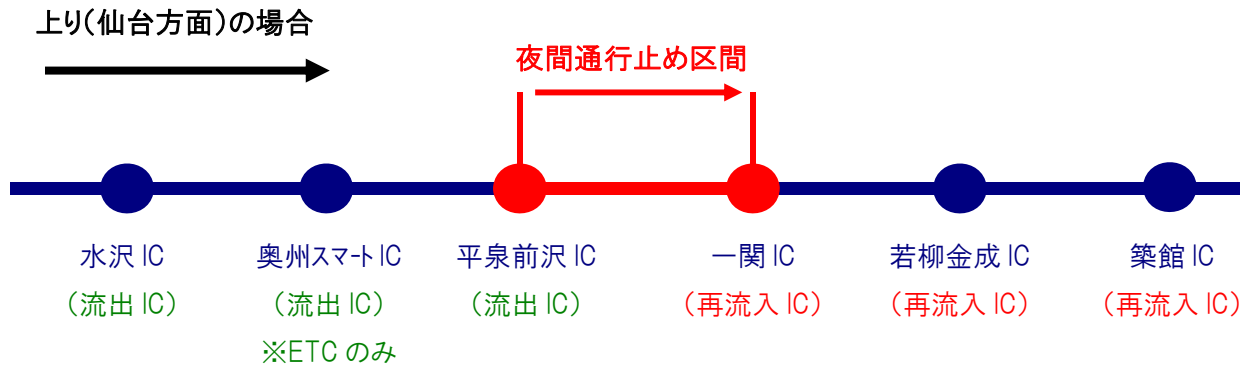 上り(仙台方面)の場合
夜間通行止め区間
水沢 IC
奥州スマート IC
平泉前沢 IC
一関 IC
若柳金成 IC
築館 IC
(流出 IC)
(流出 IC)
(流出 IC)
(再流入 IC)
(再流入 IC)
(再流入 IC)
※ETC のみ